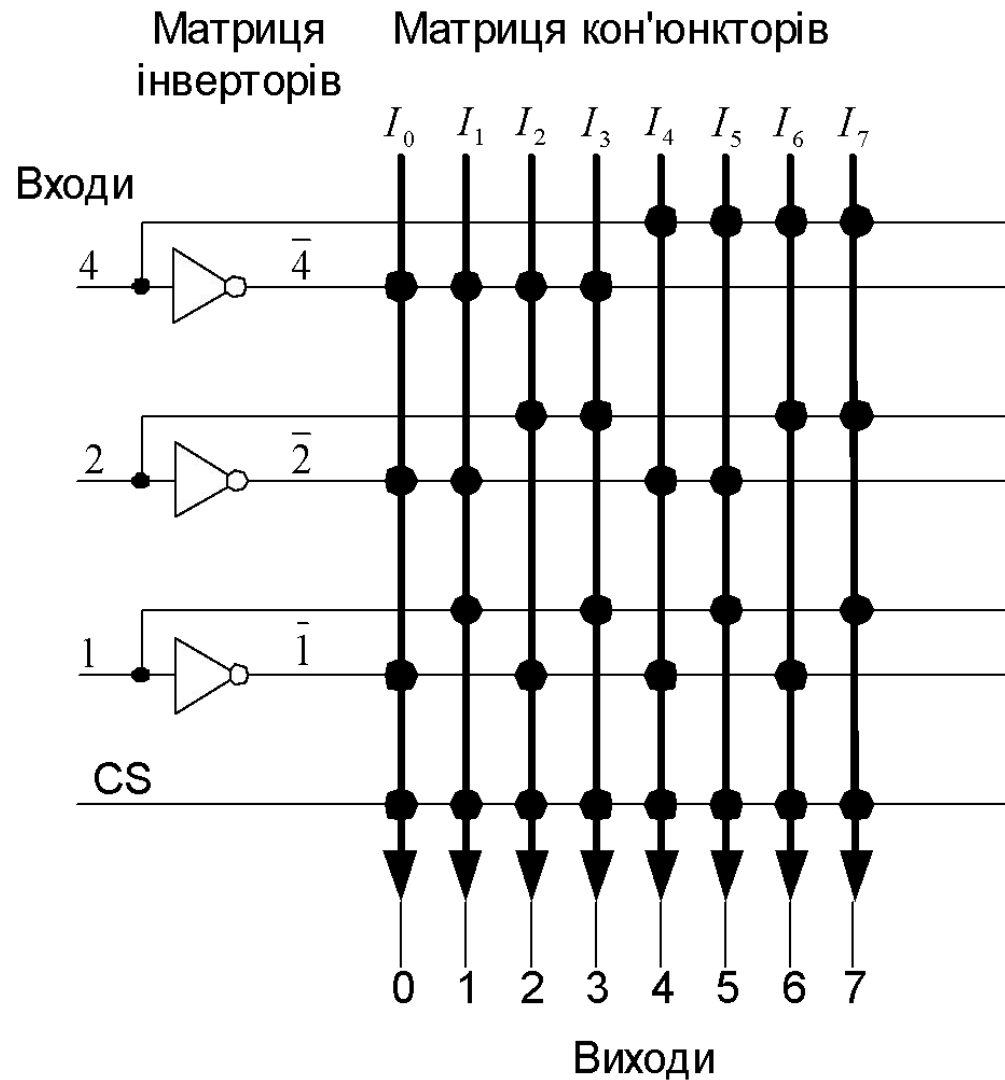 Матриця інверторів
Матриця кон'юнкторів
I₀ I₁ I₂ I₃ I₄ I₅ I₆ I₇
Входи
4 4̅
2 2̅
1 1̅
CS
0 1 2 3 4 5 6 7
Виходи